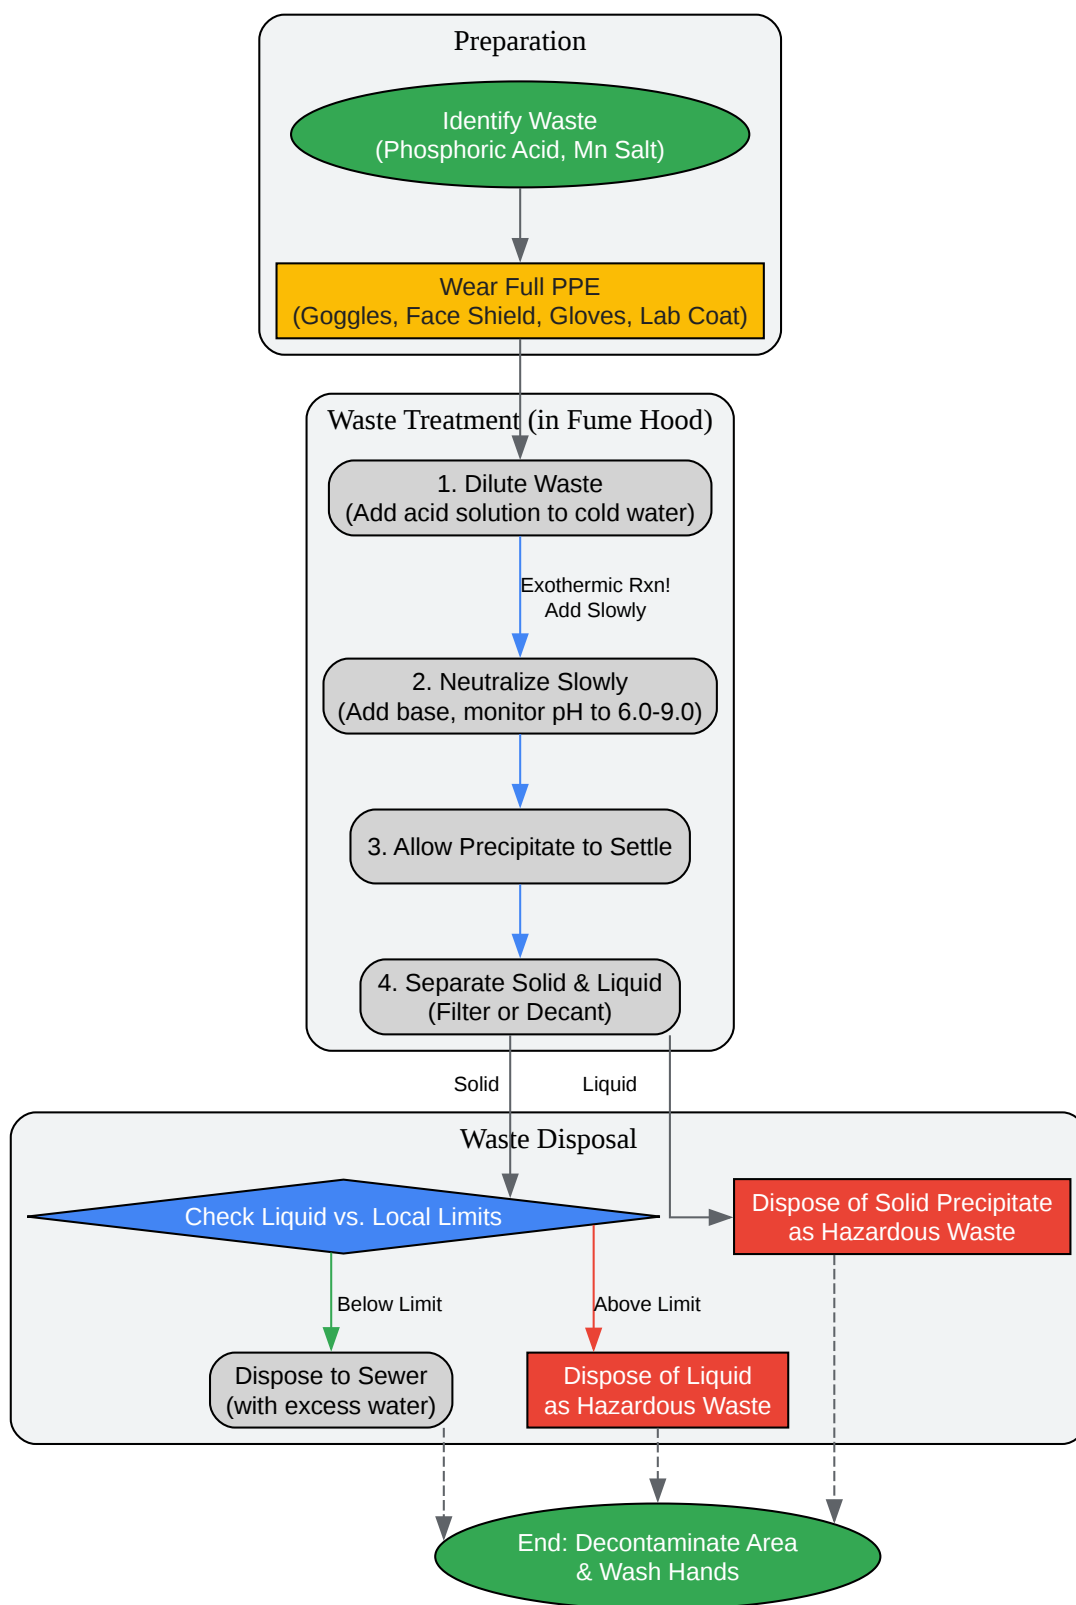 Preparation
Identify Waste
(Phosphoric Acid, Mn Salt)
Wear Full PPE
(Goggles, Face Shield, Gloves, Lab Coat)
Waste Treatment (in Fume Hood)
1. Dilute Waste
(Add acid solution to cold water)
Exothermic Rxn!
Add Slowly
2. Neutralize Slowly
(Add base, monitor pH to 6.0-9.0)
3. Allow Precipitate to Settle
4. Separate Solid & Liquid
(Filter or Decant)
Solid
Liquid
Waste Disposal
Check Liquid vs. Local Limits
Dispose of Solid Precipitate
as Hazardous Waste
Below Limit
Above Limit
Dispose to Sewer
(with excess water)
Dispose of Liquid
as Hazardous Waste
End: Decontaminate Area
& Wash Hands